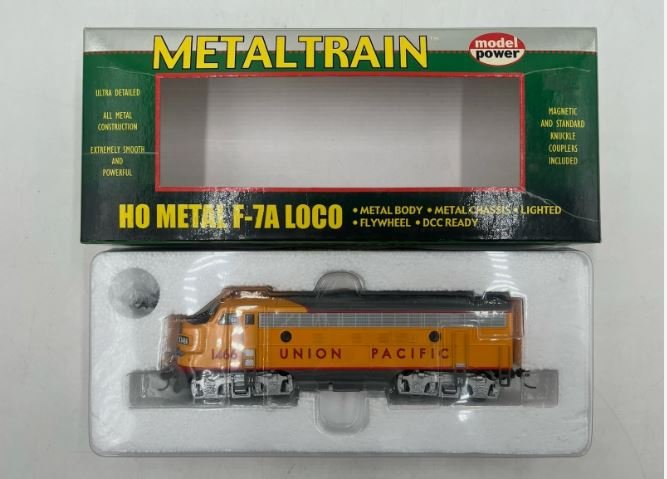 METALTRAIN
model
power
ULTRA DETAILED
ALL METAL
CONSTRUCTION
EXTREMELY SMOOTH
AND
POWERFUL
MAGNETIC
AND STANDARD
KNUCKLE
COUPLERS
INCLUDED
HO METAL F-7A LOCO
• METAL BODY • METAL CHASSIS • LIGHTED
• FLYWHEEL • DCC READY
1466 UNION PACIFIC